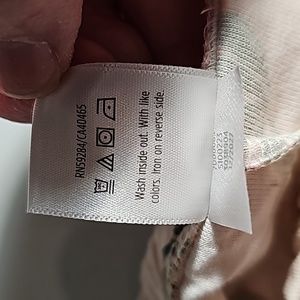 RN59284/CA40465
Wash inside out. With like
colors. Iron on reverse side.